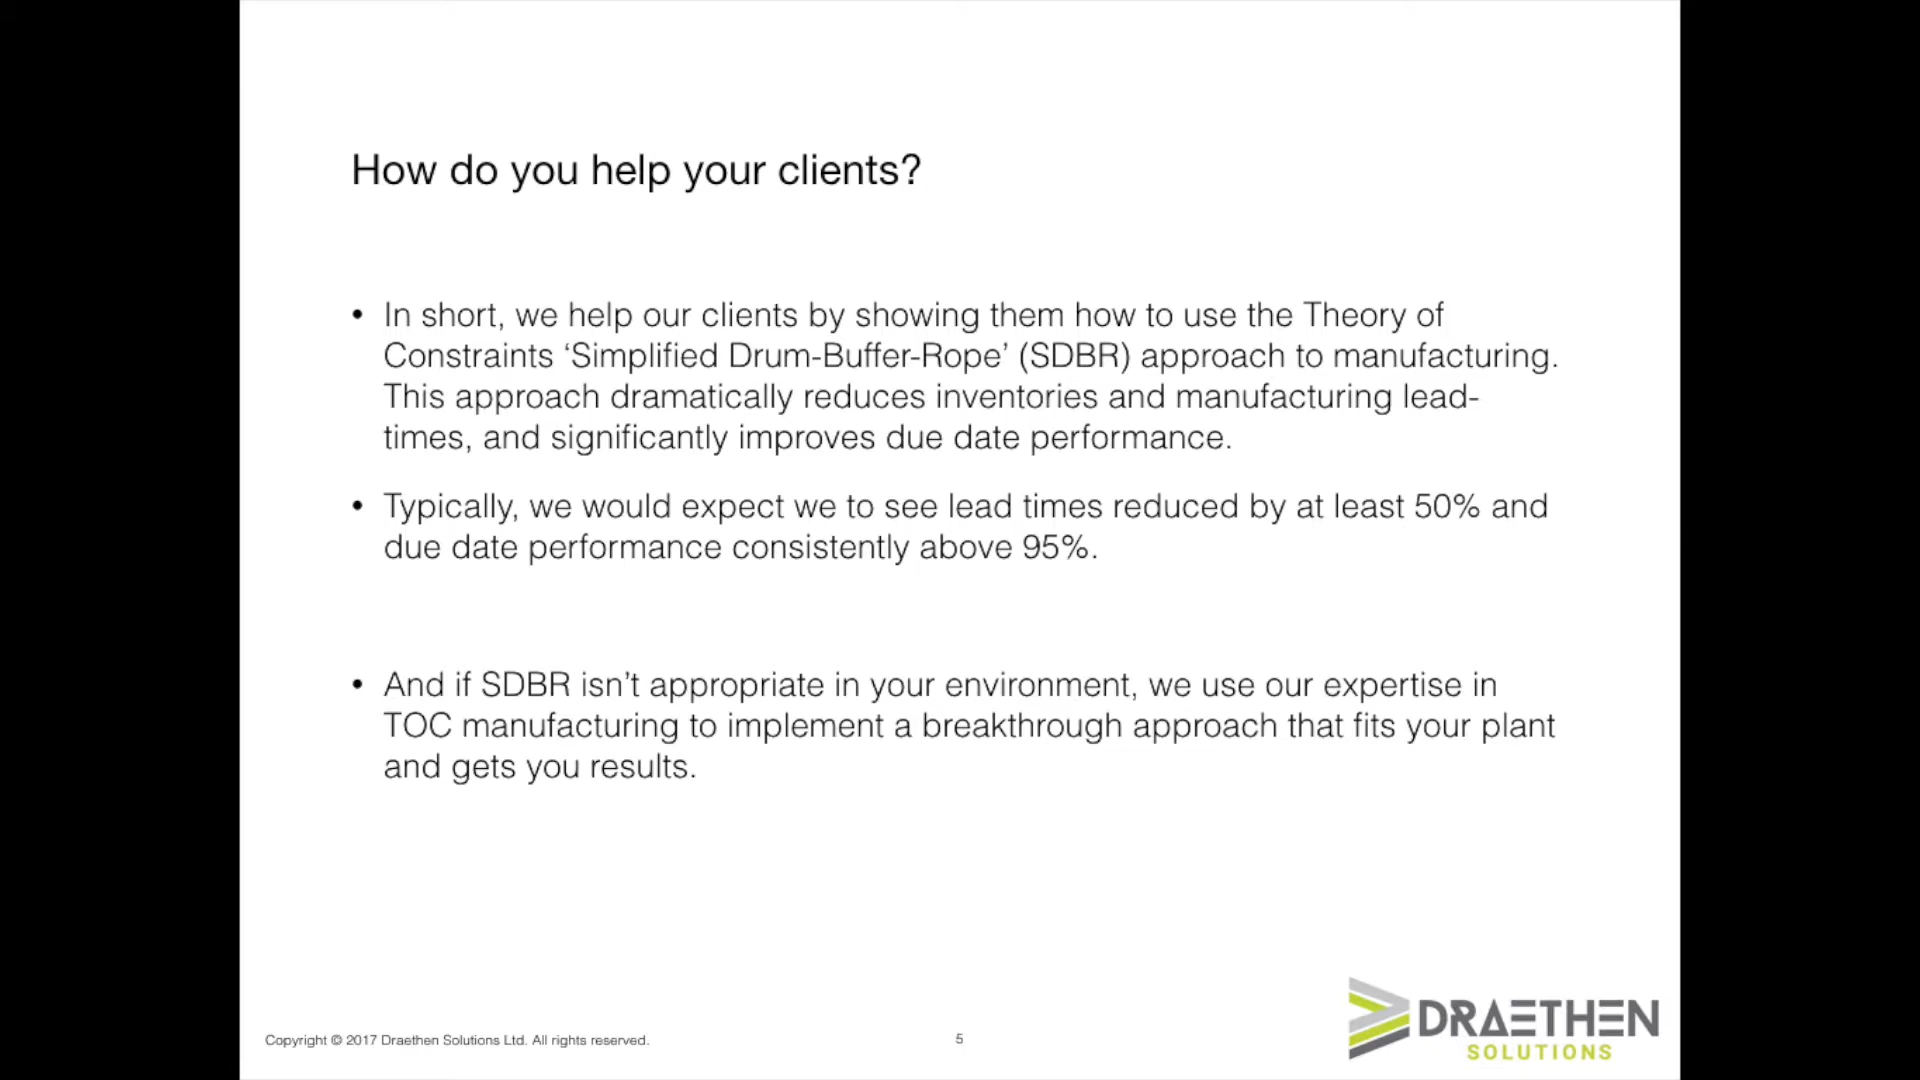 How do you help your clients?
• In short, we help our clients by showing them how to use the Theory of
Constraints ‘Simplified Drum-Buffer-Rope’ (SDBR) approach to manufacturing.
This approach dramatically reduces inventories and manufacturing lead-
times, and significantly improves due date performance.
• Typically, we would expect we to see lead times reduced by at least 50% and
due date performance consistently above 95%.
• And if SDBR isn’t appropriate in your environment, we use our expertise in
TOC manufacturing to implement a breakthrough approach that fits your plant
and gets you results.
Copyright © 2017 Draethen Solutions Ltd. All rights reserved.
5
DRAETHEN
SOLUTIONS